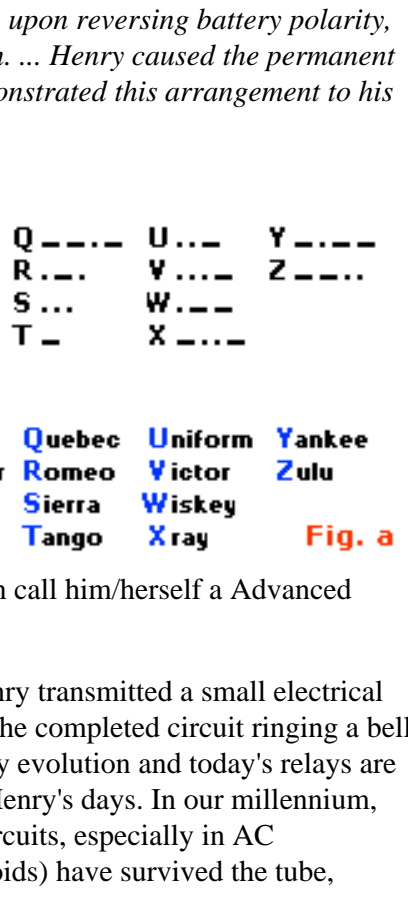 upon reversing battery polarity,
n. ... Henry caused the permanent
onstrated this arrangement to his
Q _ _ . _ U . . _ Y _ . _ _
R . _ . V . . . _ Z _ _ . .
S . . . W . _ _
T _ X _ . . _
Quebec Uniform Yankee
r Romeo Victor Zulu
Sierra Wiskey
Tango Xray Fig. a
n call him/herself a Advanced
nry transmitted a small electrical
he completed circuit ringing a bell
y evolution and today's relays are
Henry's days. In our millennium,
rcuits, especially in AC
oids) have survived the tube,